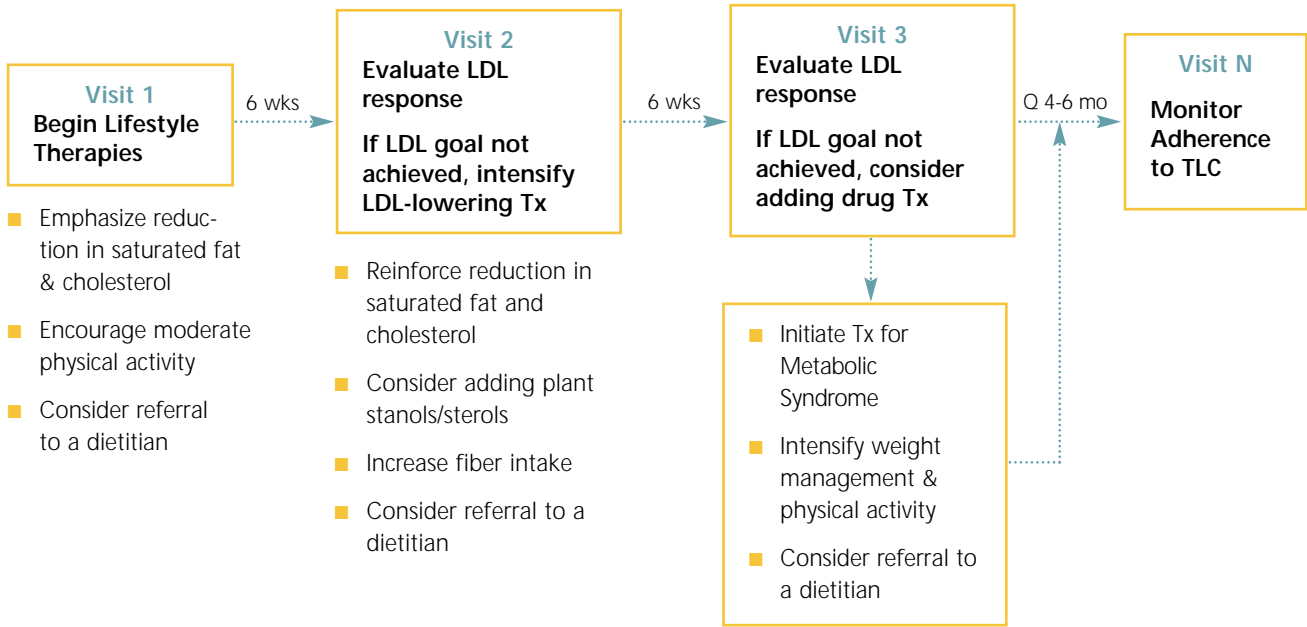 Visit 1
Begin Lifestyle
Therapies
Emphasize reduc-
tion in saturated fat
& cholesterol
Encourage moderate
physical activity
Consider referral
to a dietitian
6 wks
Visit 2
Evaluate LDL
response
If LDL goal not
achieved, intensify
LDL-lowering Tx
Reinforce reduction in
saturated fat and
cholesterol
Consider adding plant
stanols/sterols
Increase fiber intake
Consider referral to a
dietitian
6 wks
Visit 3
Evaluate LDL
response
If LDL goal not
achieved, consider
adding drug Tx
Initiate Tx for
Metabolic
Syndrome
Intensify weight
management &
physical activity
Consider referral to
a dietitian
Q 4-6 mo
Visit N
Monitor
Adherence
to TLC